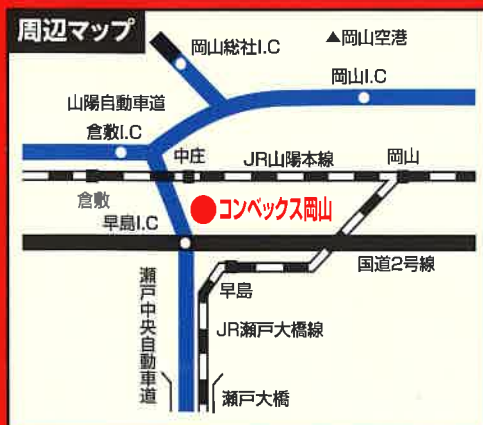 周辺マップ
岡山総社I.C
▲岡山空港
岡山I.C
山陽自動車道
倉敷I.C
中庄
JR山陽本線
岡山
倉敷
コンベックス岡山
早島I.C
国道2号線
早島
瀬戸中央自動車道
JR瀬戸大橋線
瀬戸大橋